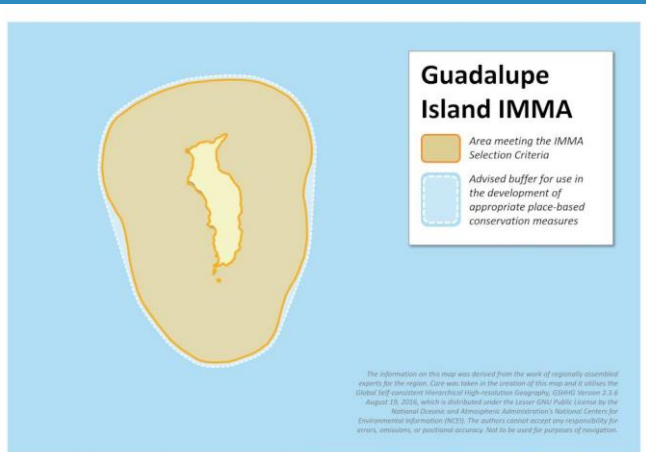 Guadalupe
Island IMMA
Area meeting the IMMA
Selection Criteria
Advised buffer for use in
the development of
appropriate place-based
conservation measures
The information on this map was derived from the work of regionally assembled
experts for the region. Care was taken in the creation of this map and it utilises the
Global Self-consistent Hierarchical High-resolution Geography, GSHHG Version 2.3.6
August 19, 2016, which is distributed under the Lesser GNU Public License by the
National Oceanic and Atmospheric Administration's National Centers for
Environmental Information (NCEI). The authors cannot accept any responsibility for
errors, omissions, or positional accuracy. Not to be used for purposes of navigation.